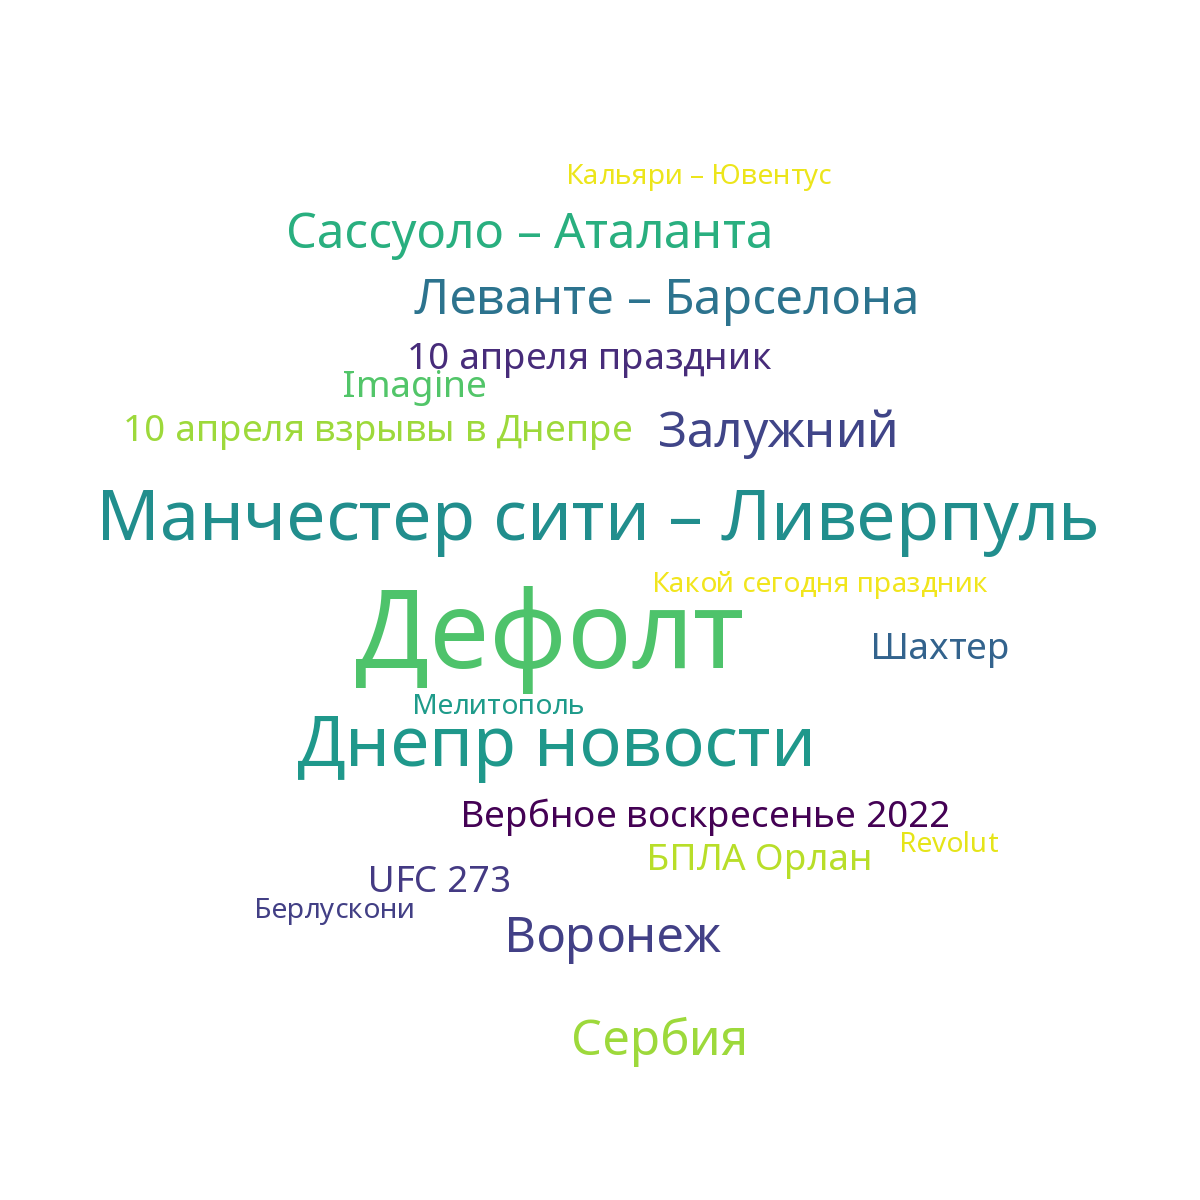 Кальяри – Ювентус
Сассуоло – Аталанта
Леванте – Барселона
10 апреля праздник
Imagine
10 апреля взрывы в Днепре
Залужний
Манчестер сити – Ливерпуль
Какой сегодня праздник
Дефолт
Шахтер
Мелитополь
Днепр новости
Вербное воскресенье 2022
Revolut
БПЛА Орлан
UFC 273
Берлускони
Воронеж
Сербия